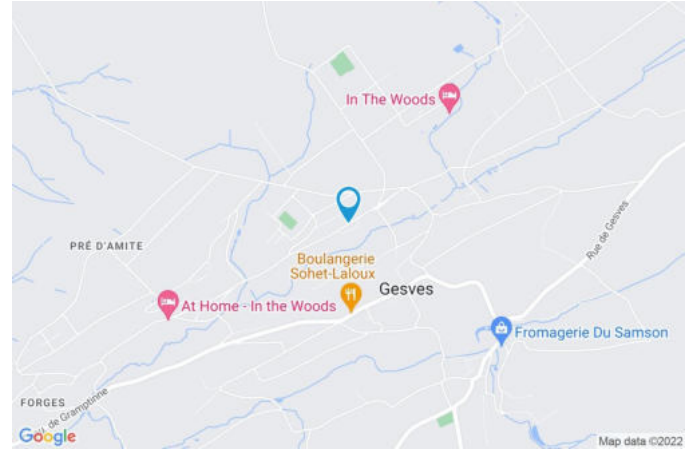 In The Woods
Rue de Gesves
PRÉ D'AMITE
Boulangerie
Sohet-Laloux
Gesves
At Home - In the Woods
Fromagerie Du Samson
FORGES
de Gramptinne
Google
Map data ©2022